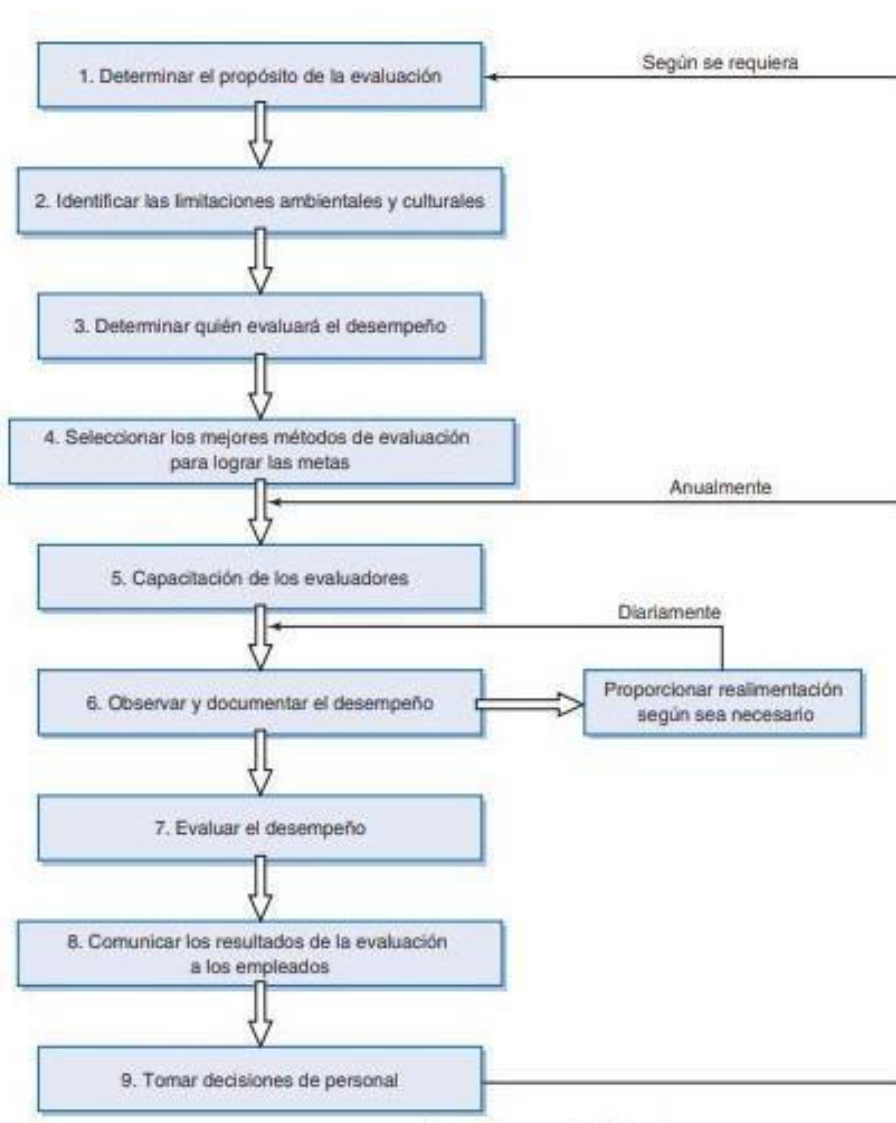 1. Determinar el propósito de la evaluación
Según se requiera
2. Identificar las limitaciones ambientales y culturales
3. Determinar quién evaluará el desempeño
4. Seleccionar los mejores métodos de evaluación
para lograr las metas
Anualmente
5. Capacitación de los evaluadores
Diariamente
6. Observar y documentar el desempeño
Proporcionar realimentación
según sea necesario
7. Evaluar el desempeño
8. Comunicar los resultados de la evaluación
a los empleados
9. Tomar decisiones de personal